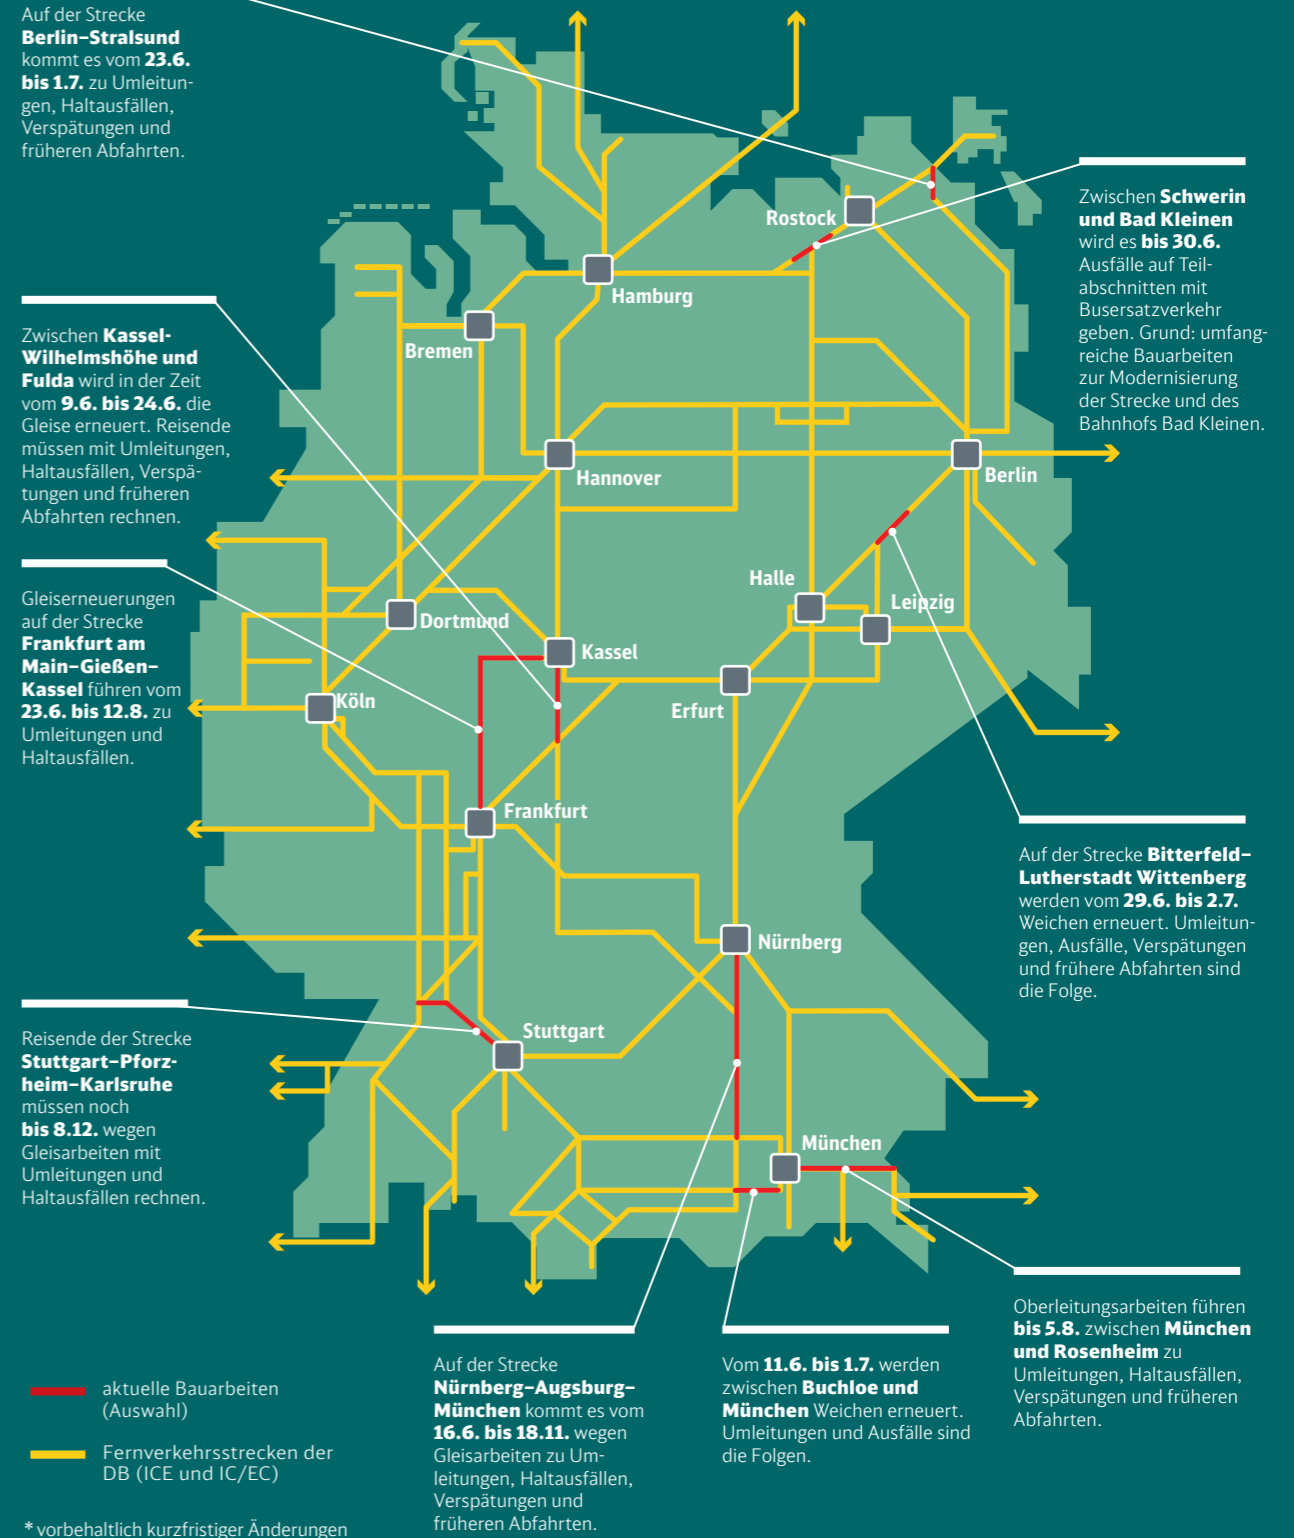 Auf der Strecke
Berlin–Stralsund
kommt es vom 23.6.
bis 1.7. zu Umleitun-
gen, Haltausfällen,
Verspätungen und
früheren Abfahrten.
Zwischen Schwerin
und Bad Kleinen
wird es bis 30.6.
Ausfälle auf Teil-
abschnitten mit
Busersatzverkehr
geben. Grund: umfang-
reiche Bauarbeiten
zur Modernisierung
der Strecke und des
Bahnhofs Bad Kleinen.
Zwischen Kassel-
Wilhelmshöhe und
Fulda wird in der Zeit
vom 9.6. bis 24.6. die
Gleise erneuert. Reisende
müssen mit Umleitungen,
Haltausfällen, Verspä-
tungen und früheren
Abfahrten rechnen.
Gleiserneuerungen
auf der Strecke
Frankfurt am
Main–Gießen–
Kassel führen vom
23.6. bis 12.8. zu
Umleitungen und
Haltausfällen.
Rostock
Hamburg
Bremen
Hannover
Berlin
Halle
Leipzig
Dortmund
Kassel
Erfurt
Köln
Frankfurt
Nürnberg
Stuttgart
München
Auf der Strecke Bitterfeld–
Lutherstadt Wittenberg
werden vom 29.6. bis 2.7.
Weichen erneuert. Umleitun-
gen, Ausfälle, Verspätungen
und frühere Abfahrten sind
die Folge.
Reisende der Strecke
Stuttgart–Pforz-
heim–Karlsruhe
müssen noch
bis 8.12. wegen
Gleisarbeiten mit
Umleitungen und
Haltausfällen rechnen.
Oberleitungsarbeiten führen
bis 5.8. zwischen München
und Rosenheim zu
Umleitungen, Haltausfällen,
Verspätungen und früheren
Abfahrten.
Auf der Strecke
Nürnberg–Augsburg–
München kommt es vom
16.6. bis 18.11. wegen
Gleisarbeiten zu Um-
leitungen, Haltausfällen,
Verspätungen und
früheren Abfahrten.
Vom 11.6. bis 1.7. werden
zwischen Buchloe und
München Weichen erneuert.
Umleitungen und Ausfälle sind
die Folgen.
aktuelle Bauarbeiten
(Auswahl)
Fernverkehrsstrecken der
DB (ICE und IC/EC)
* vorbehaltlich kurzfristiger Änderungen